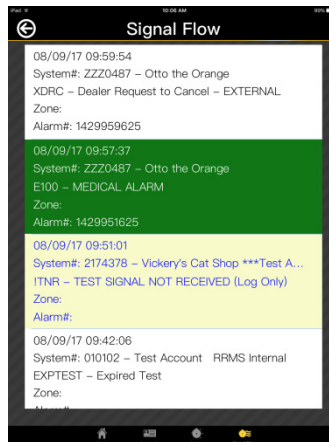 iPad
10:06 AM
99%
Signal Flow
08/09/17 09:59:54
System#: ZZZ0487 – Otto the Orange
XDRC – Dealer Request to Cancel – EXTERNAL
Zone:
Alarm#: 1429959625
08/09/17 09:57:37
System#: ZZZ0487 – Otto the Orange
E100 – MEDICAL ALARM
Zone:
Alarm#: 1429951625
08/09/17 09:51:01
System#: 2174378 – Vickery's Cat Shop ***Test A...
!TNR – TEST SIGNAL NOT RECEIVED (Log Only)
Zone:
Alarm#:
08/09/17 09:42:06
System#: 010102 – Test Account   RRMS Internal
EXPTEST – Expired Test
Zone: